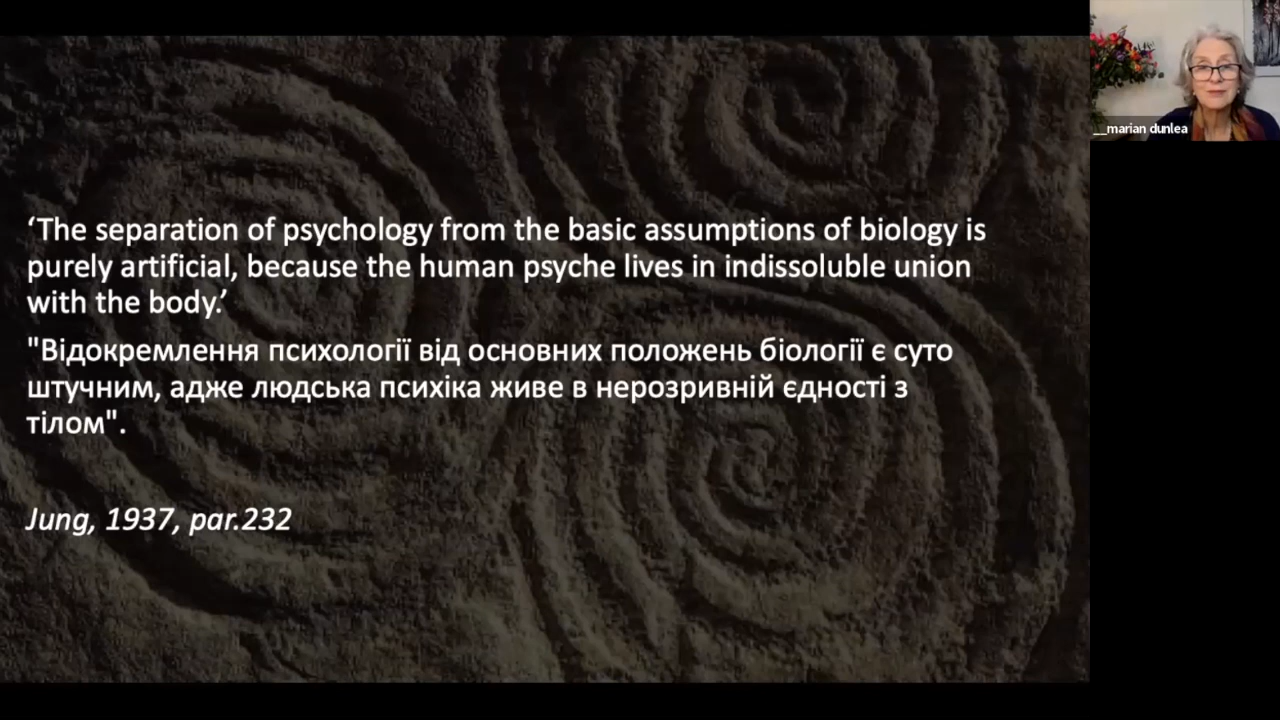 __marian dunlea
‘The separation of psychology from the basic assumptions of biology is
purely artificial, because the human psyche lives in indissoluble union
with the body.’
"Відокремлення психології від основних положень біології є суто
штучним, адже людська психіка живе в нерозривній єдності з
тілом".
Jung, 1937, par.232